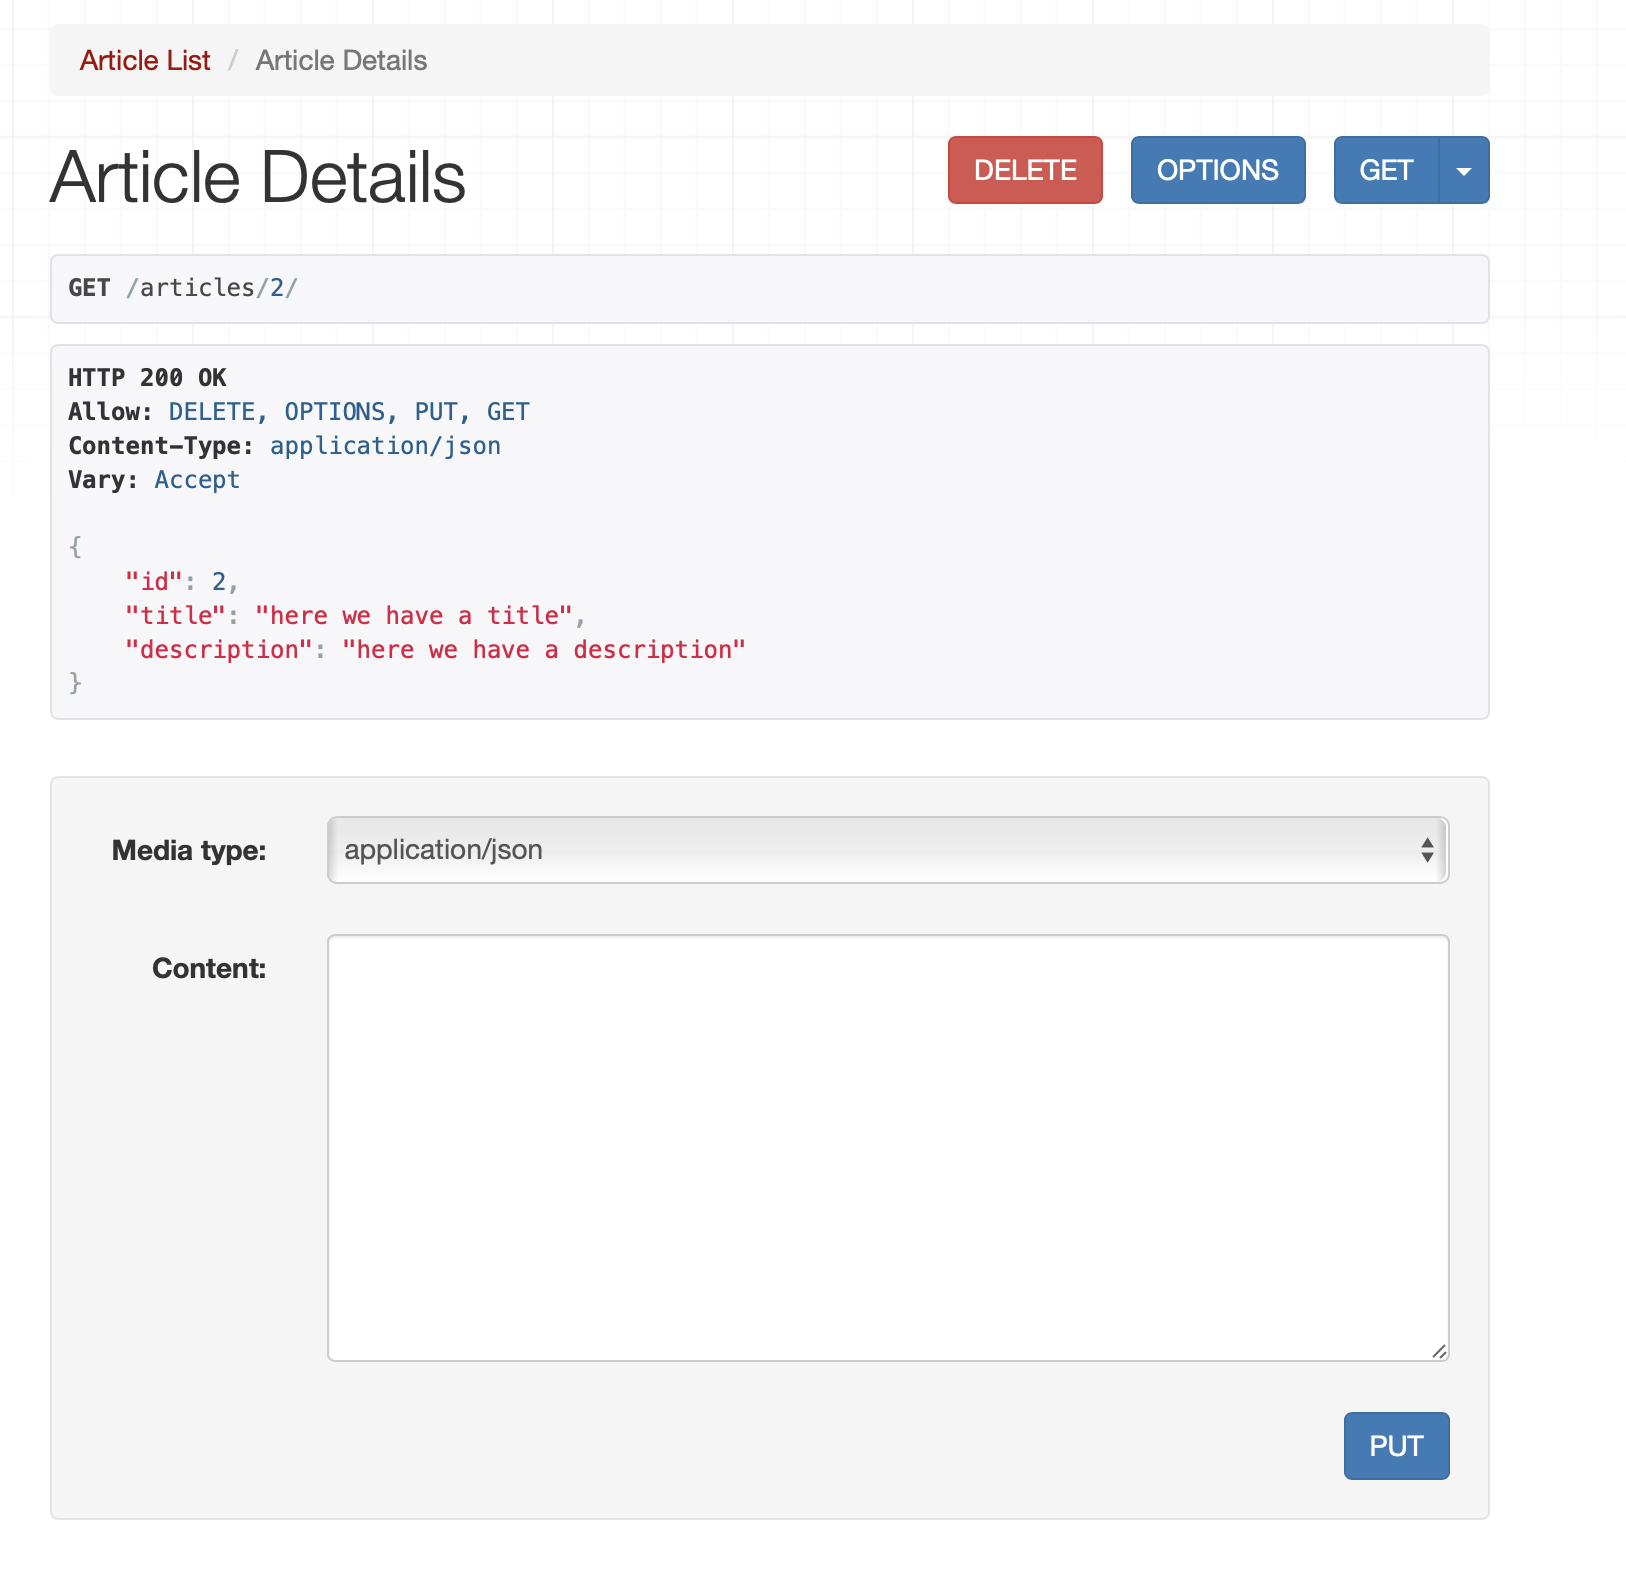 Article List / Article Details
Article Details
DELETE OPTIONS GET
GET /articles/2/
HTTP 200 OK
Allow: DELETE, OPTIONS, PUT, GET
Content-Type: application/json
Vary: Accept
{
    "id": 2,
    "title": "here we have a title",
    "description": "here we have a description"
}
Media type: application/json
Content:
PUT